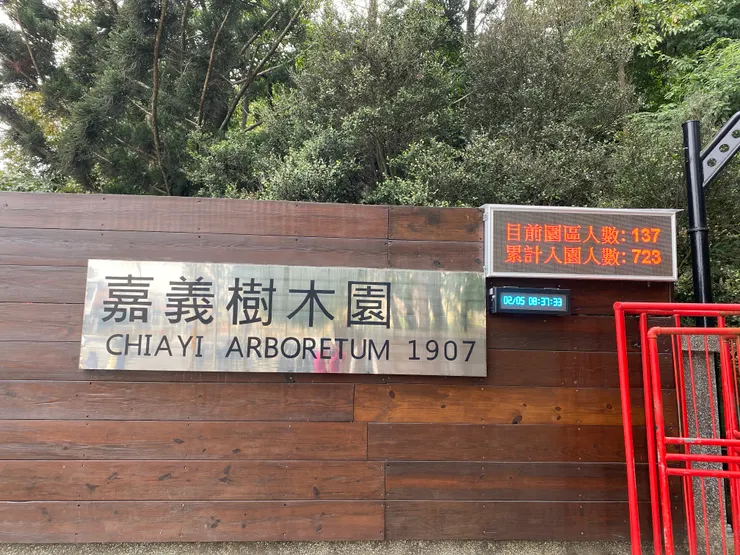 嘉義樹木園
CHIAYI ARBORETUM 1907
目前園區人數: 137
累計入園人數: 723
02/05 08:37:33